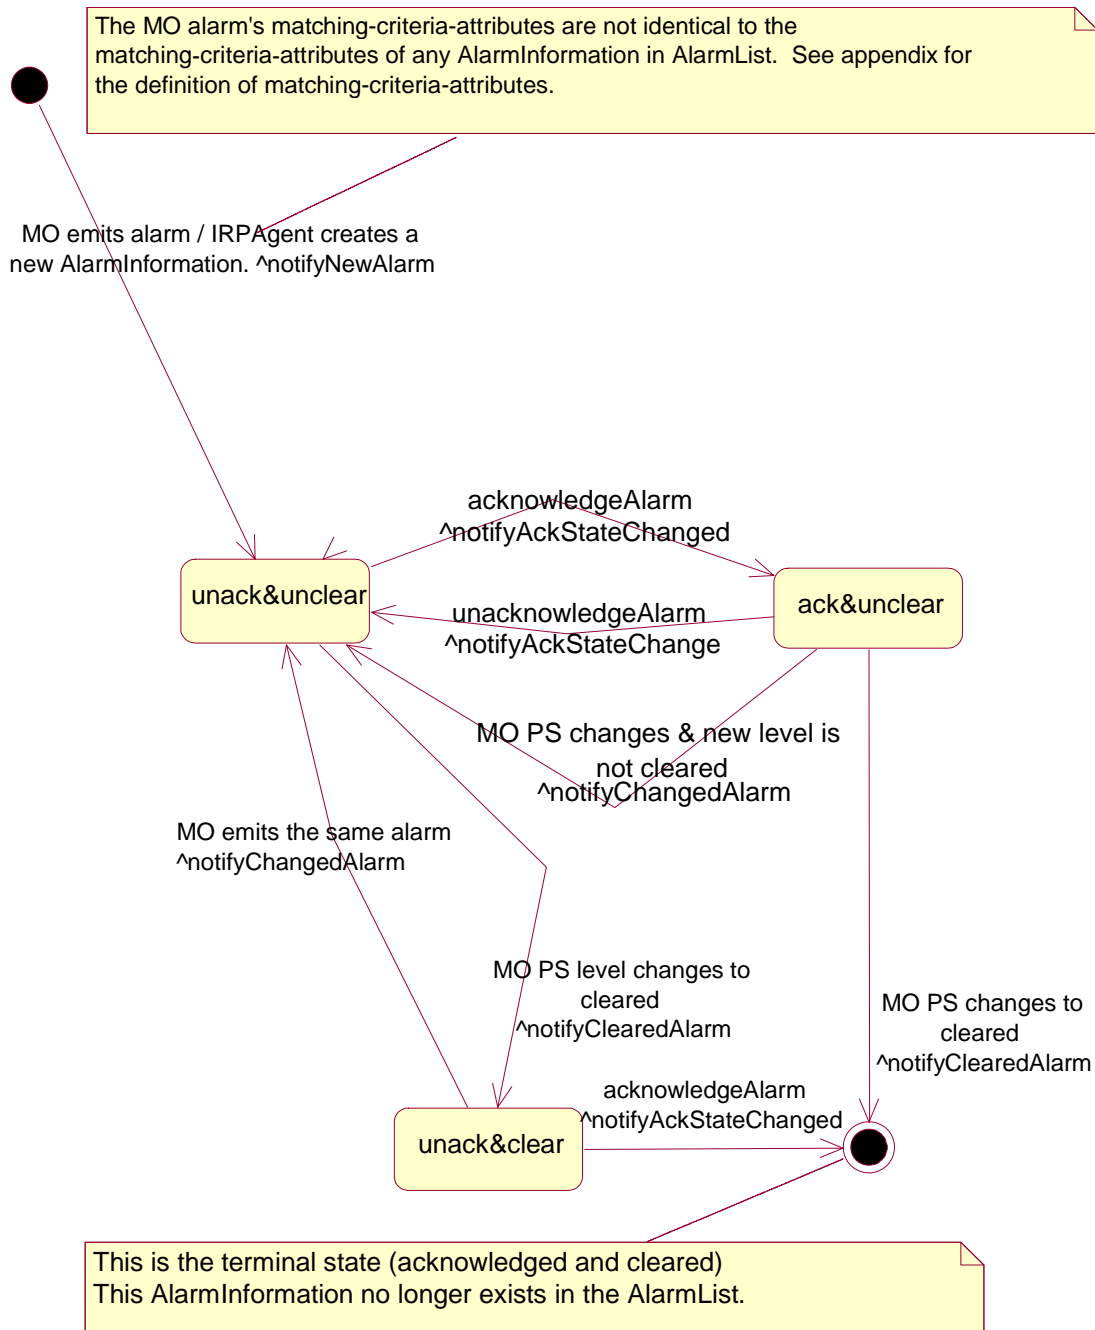 The MO alarm's matching-criteria-attributes are not identical to the
matching-criteria-attributes of any AlarmInformation in AlarmList.  See appendix for
the definition of matching-criteria-attributes.
MO emits alarm / IRPAgent creates a
new AlarmInformation. ^notifyNewAlarm
acknowledgeAlarm
^notifyAckStateChanged
unack&unclear
ack&unclear
unacknowledgeAlarm
^notifyAckStateChange
MO PS changes & new level is
not cleared
^notifyChangedAlarm
MO emits the same alarm
^notifyChangedAlarm
MO PS level changes to
cleared
^notifyClearedAlarm
MO PS changes to
cleared
^notifyClearedAlarm
acknowledgeAlarm
^notifyAckStateChanged
unack&clear
This is the terminal state (acknowledged and cleared)
This AlarmInformation no longer exists in the AlarmList.